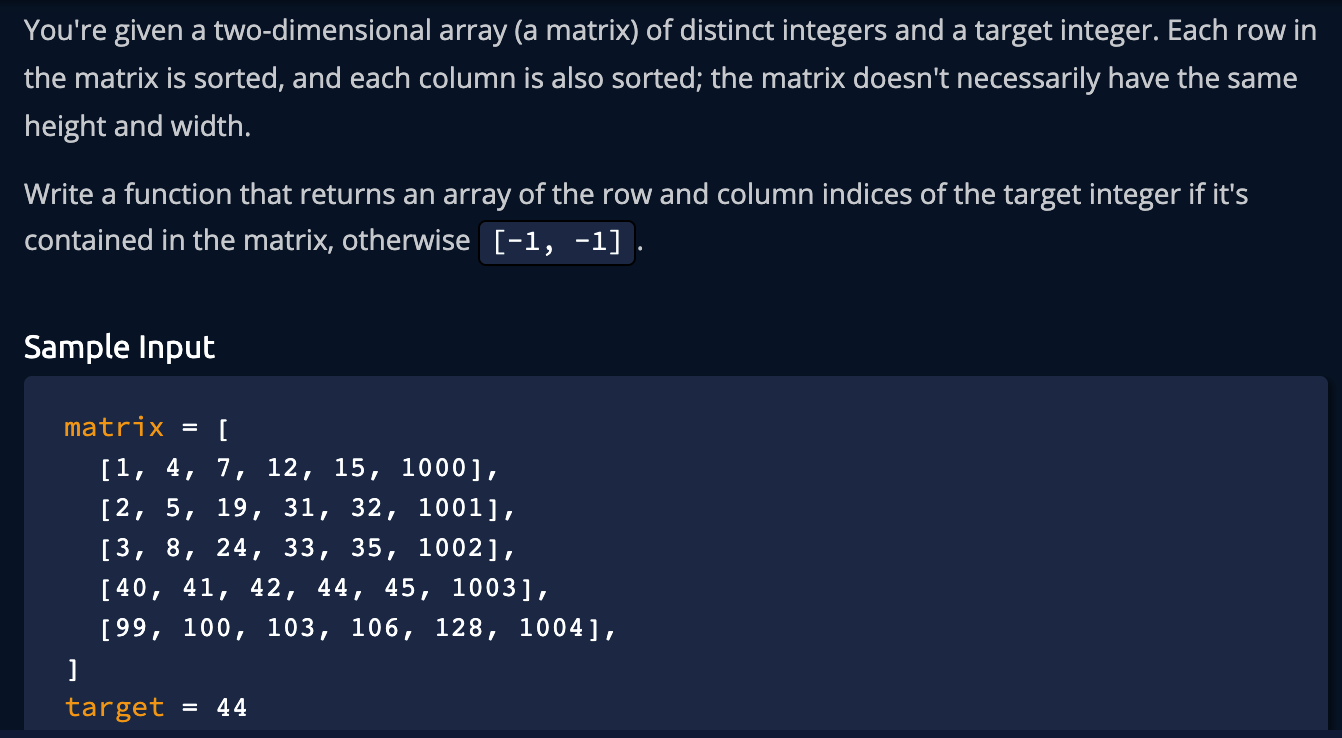 You're given a two-dimensional array (a matrix) of distinct integers and a target integer. Each row in
the matrix is sorted, and each column is also sorted; the matrix doesn't necessarily have the same
height and width.
Write a function that returns an array of the row and column indices of the target integer if it's
contained in the matrix, otherwise [-1, -1] .
Sample Input
matrix = [
  [1, 4, 7, 12, 15, 1000],
  [2, 5, 19, 31, 32, 1001],
  [3, 8, 24, 33, 35, 1002],
  [40, 41, 42, 44, 45, 1003],
  [99, 100, 103, 106, 128, 1004],
]
target = 44